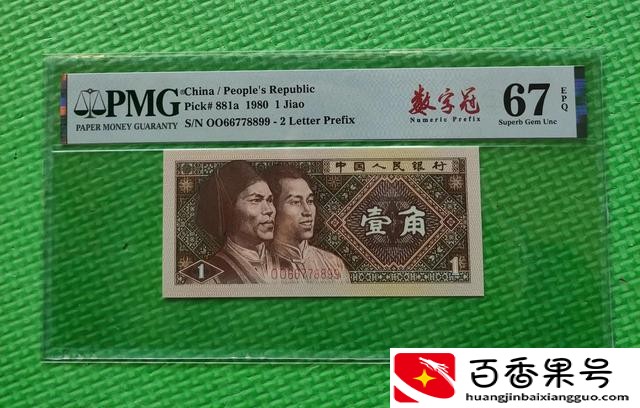 PMG
PAPER MONEY GUARANTY
®China / People's Republic
Pick# 881a 1980 1 Jiao
S/N OO66778899 - 2 Letter Prefix
数字冠
Numeric Prefix
67
EPQ
Superb Gem Unc
中国人民银行
壹角
1
OO66778899
1
百香果号
huangjinbaixiangguo.com